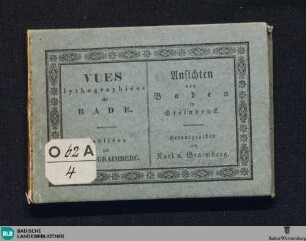 VUES
lythographiées
de
BADE.
GRAIMBERG.
Ansichten
von
Baden
in
Steindruck.
Herausgegeben
von
Karl v. Graimberg.
O 62 A
4
BLB
BADISCHE
LANDESBIBLIOTHEK
Baden-Württemberg